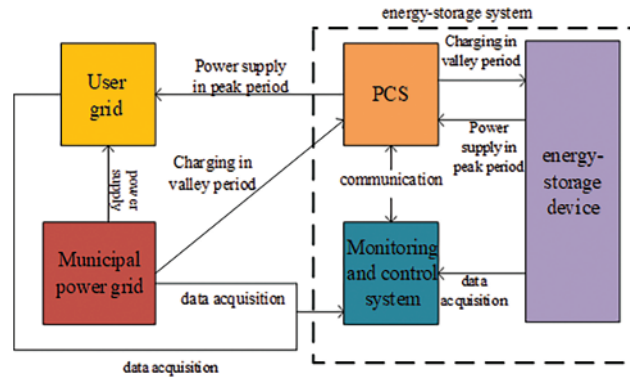 energy-storage system
User
grid
Power supply
in peak period
PCS
Charging in
valley period
Power
supply in
peak period
energy-
storage
device
power
supply
Charging in
valley period
communication
Municipal
power grid
Monitoring
and control
system
data acquisition
data
acquisition
data acquisition